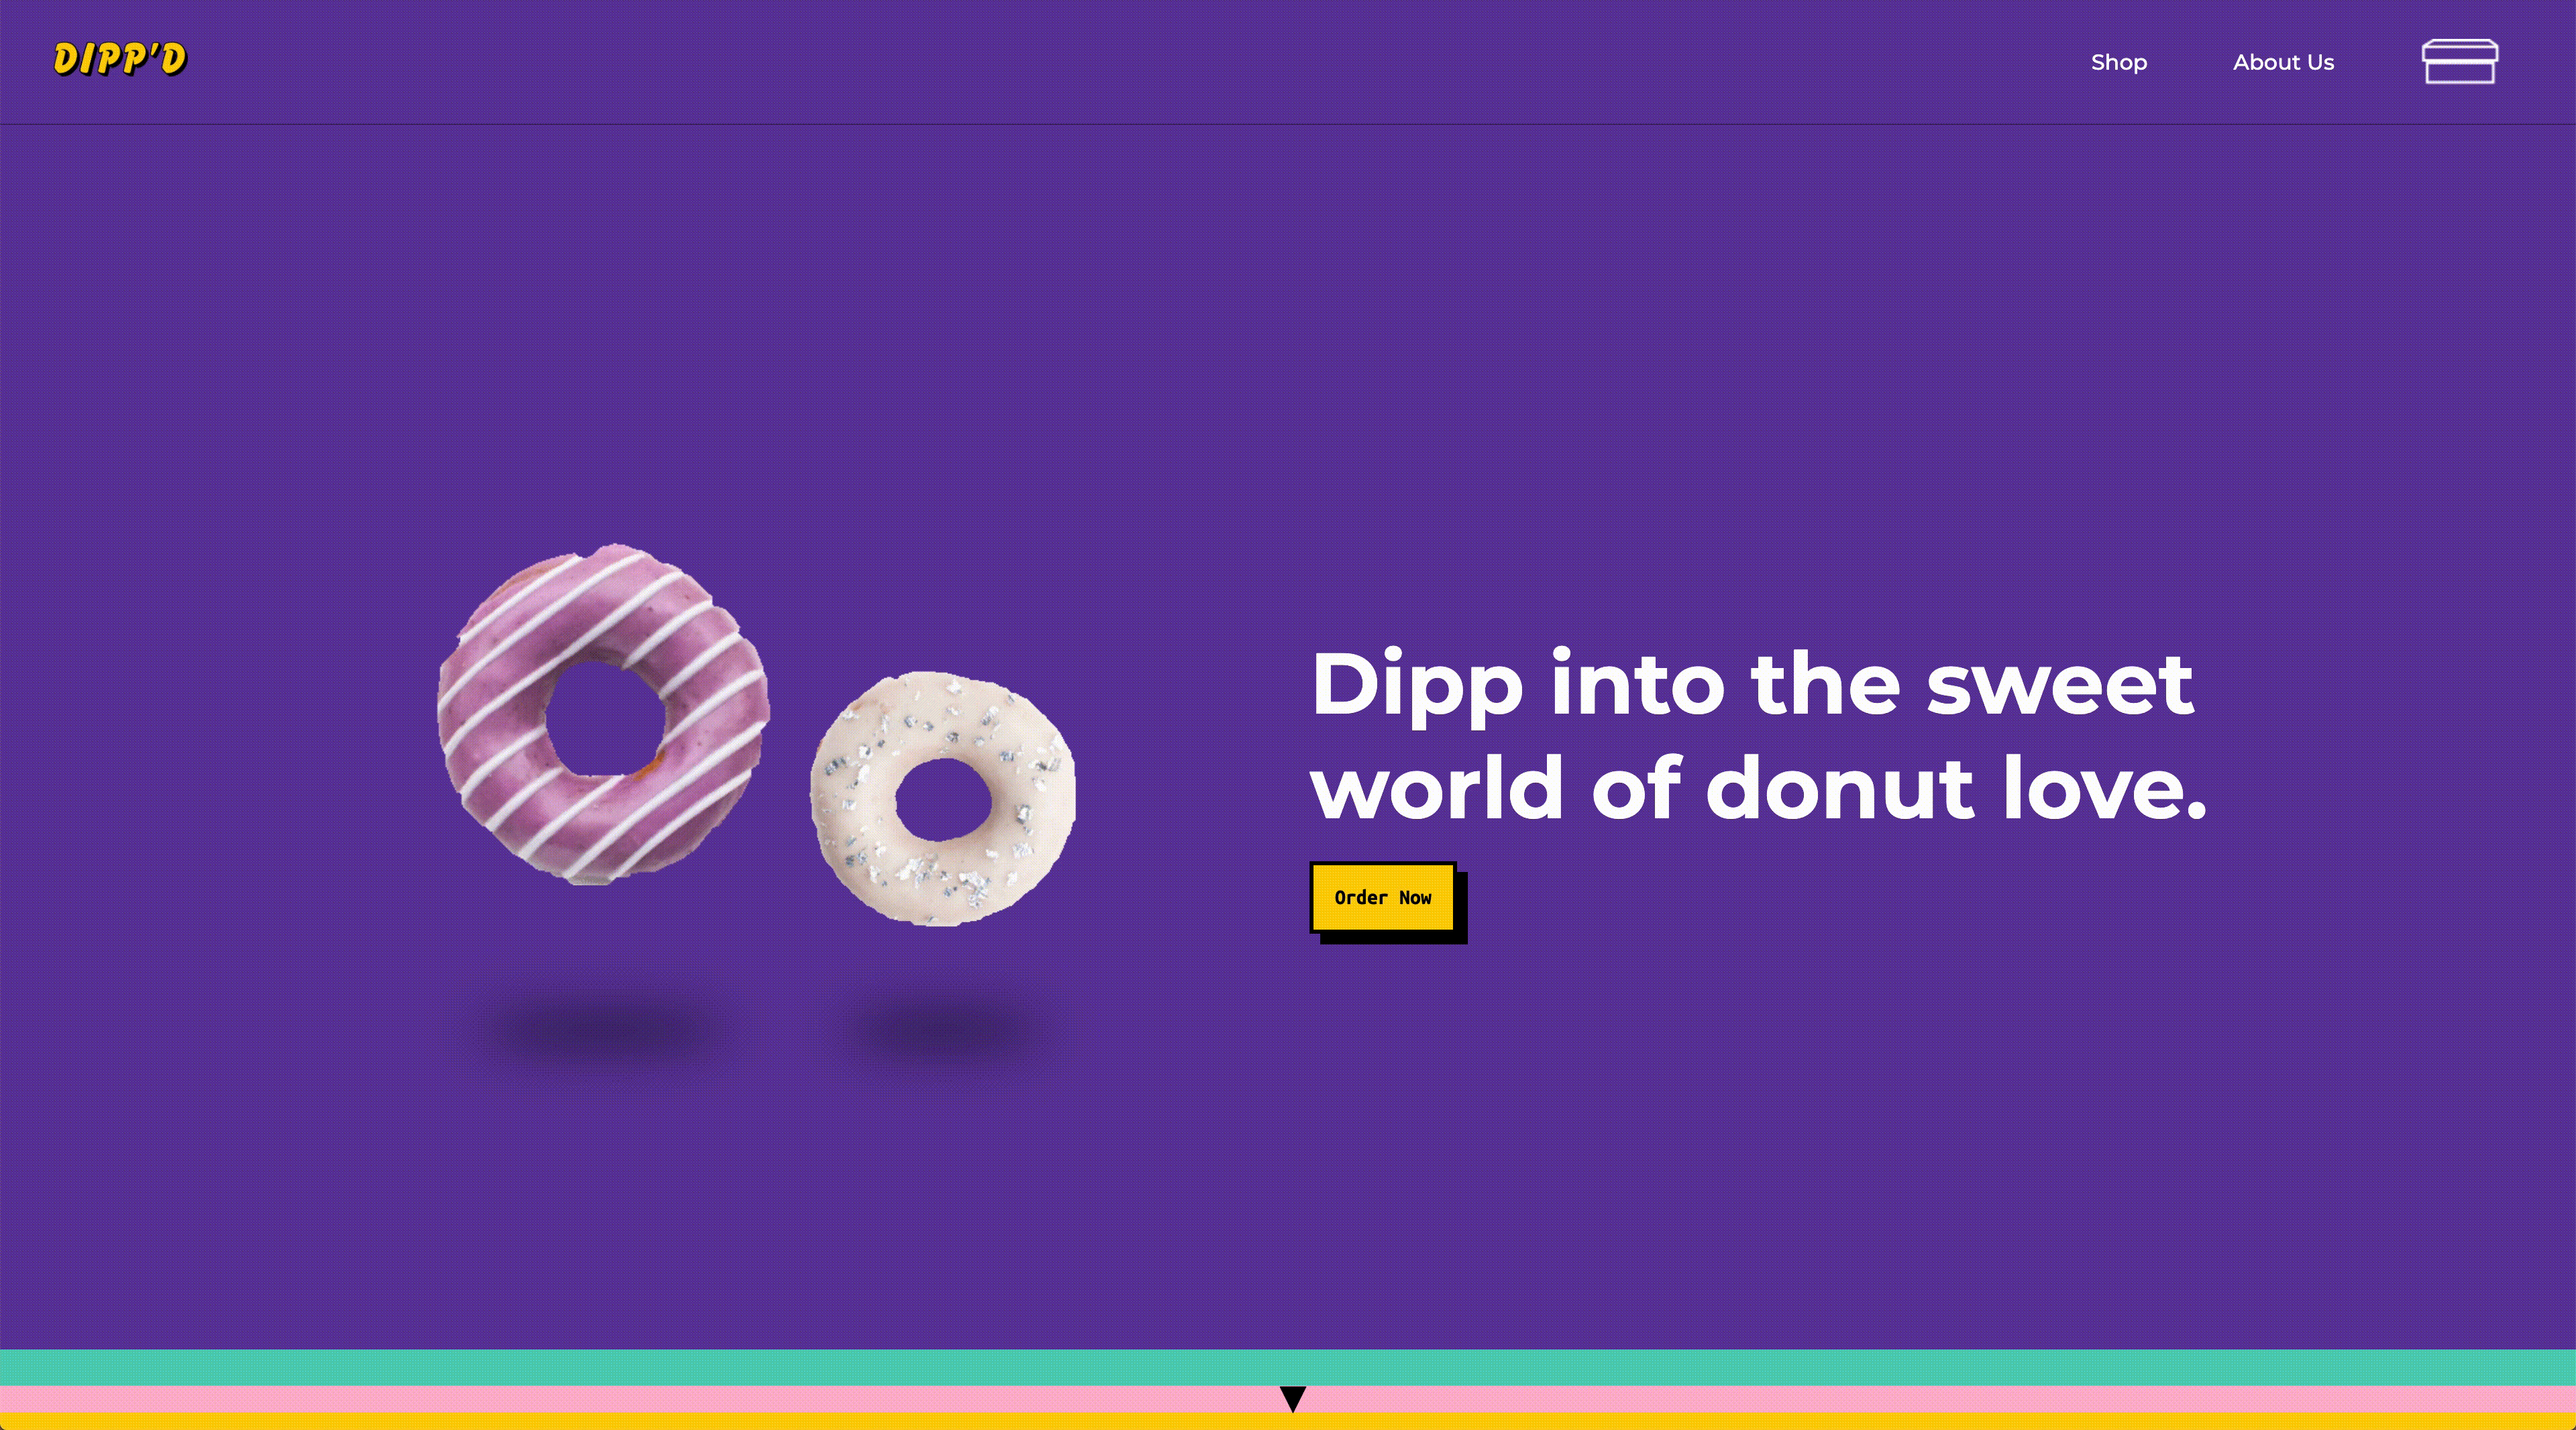 DIPP'D
Shop
About Us
Dipp into the sweet
world of donut love.
Order Now